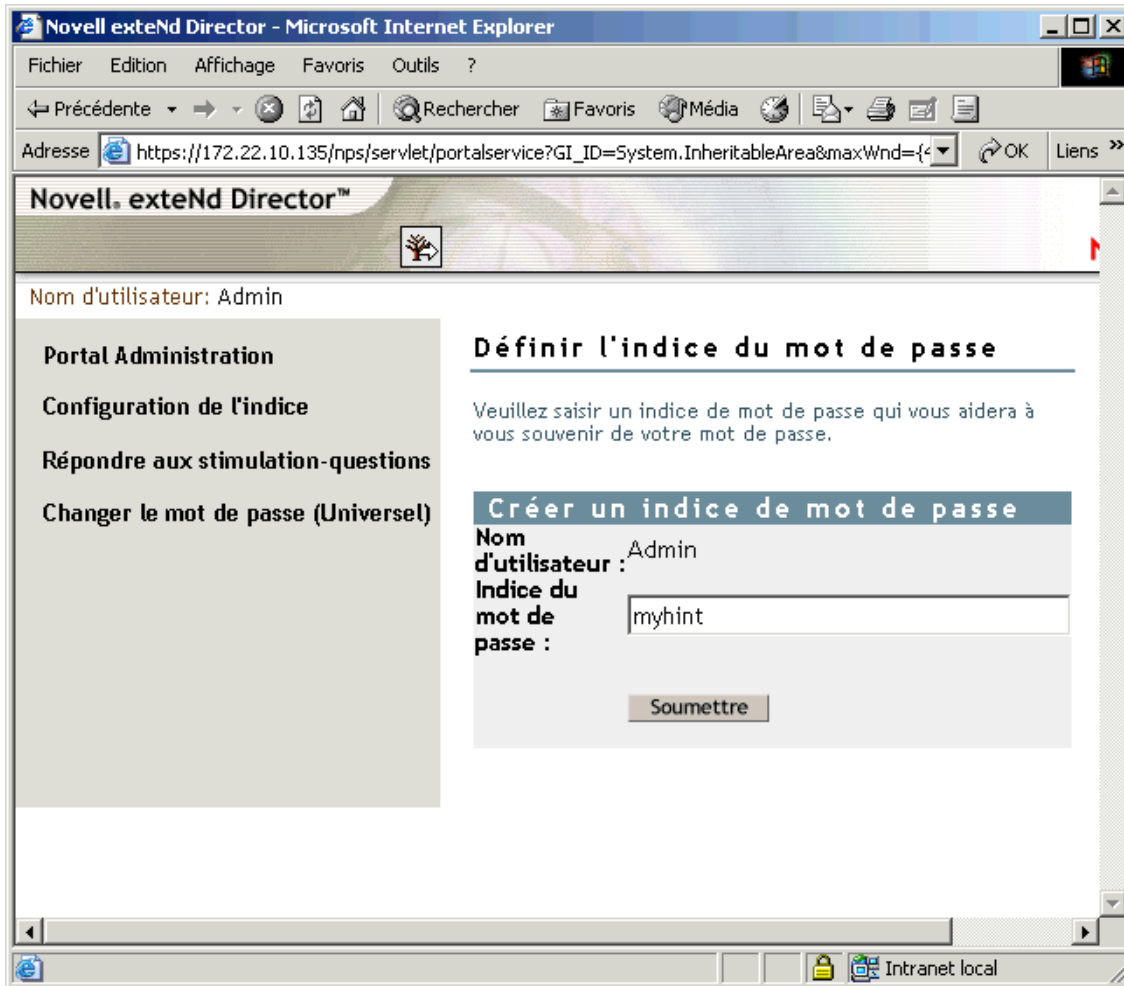 Novell exteNd Director - Microsoft Internet Explorer
Fichier Edition Affichage Favoris Outils ?
Précédente Rechercher Favoris Média
Adresse https://172.22.10.135/nps/servlet/portalservice?GI_ID=System.InheritableArea&maxWnd={ OK Liens »
Novell. exteNd Director™
Nom d'utilisateur: Admin
Portal Administration
Configuration de l'indice
Répondre aux stimulation-questions
Changer le mot de passe (Universel)
Définir l'indice du mot de passe
Veuillez saisir un indice de mot de passe qui vous aidera à
vous souvenir de votre mot de passe.
Créer un indice de mot de passe
Nom
d'utilisateur : Admin
Indice du
mot de
passe :
myhint
Soumettre
Intranet local